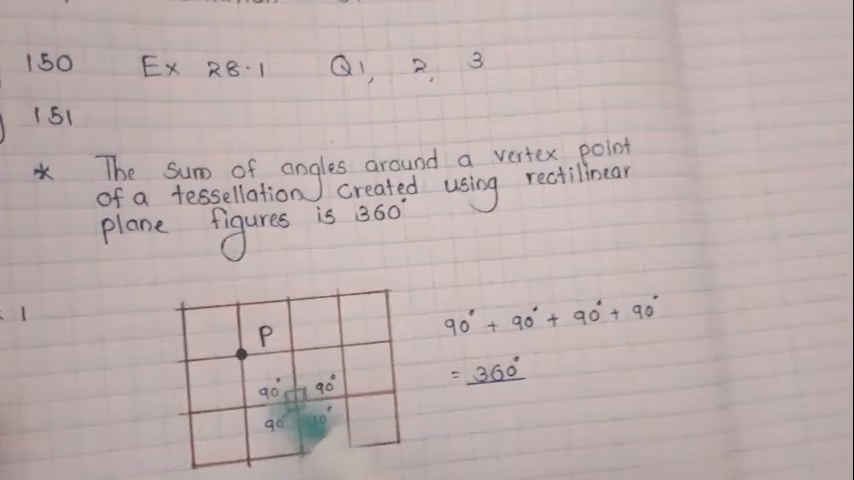 150 Ex 28.1 Q1, 2, 3
151
* The sum of angles around a vertex point
of a tessellation created using rectilinear
plane figures is 360°
1
P
90° + 90° + 90° + 90°
= 360°
90° 90°
90